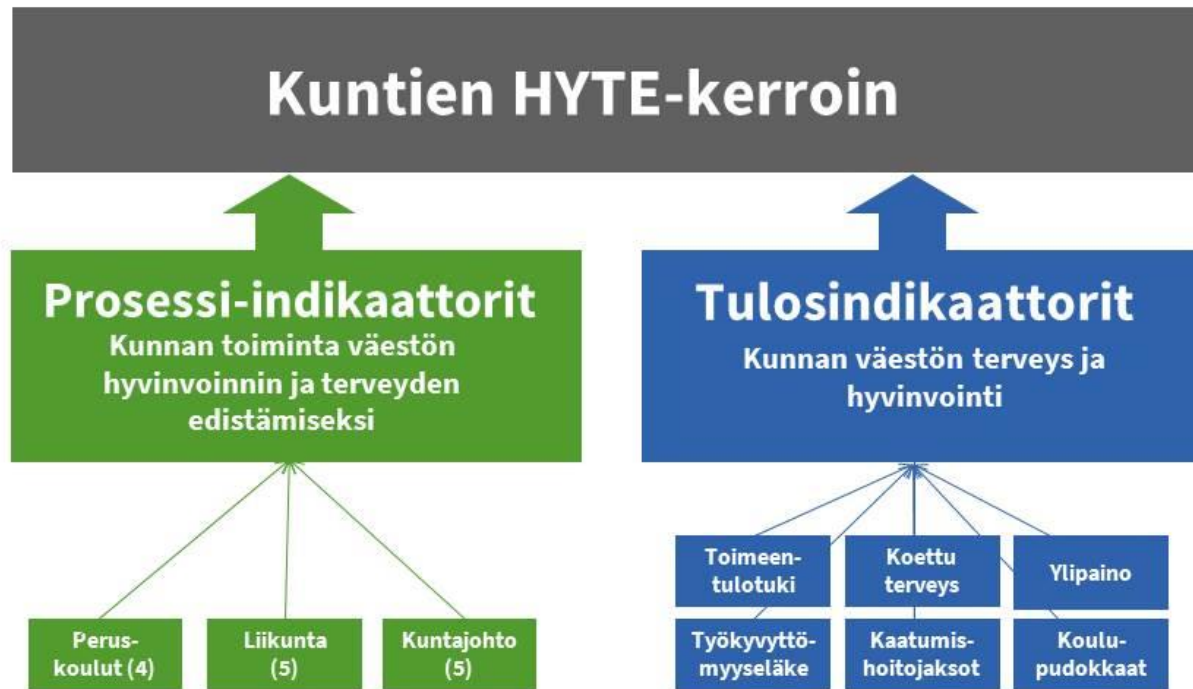 Kuntien HYTE-kerroin
Prosessi-indikaattorit
Kunnan toiminta väestön
hyvinvoinnin ja terveyden
edistämiseksi
Tulosindikaattorit
Kunnan väestön terveys ja
hyvinvointi
Perus-
koulut (4)
Liikunta
(5)
Kuntajohto
(5)
Toimeen-
tulotuki
Koettu
terveys
Ylipaino
Työkyvyttö-
myyseläke
Kaatumis-
hoitojaksot
Koulu-
pudokkaat